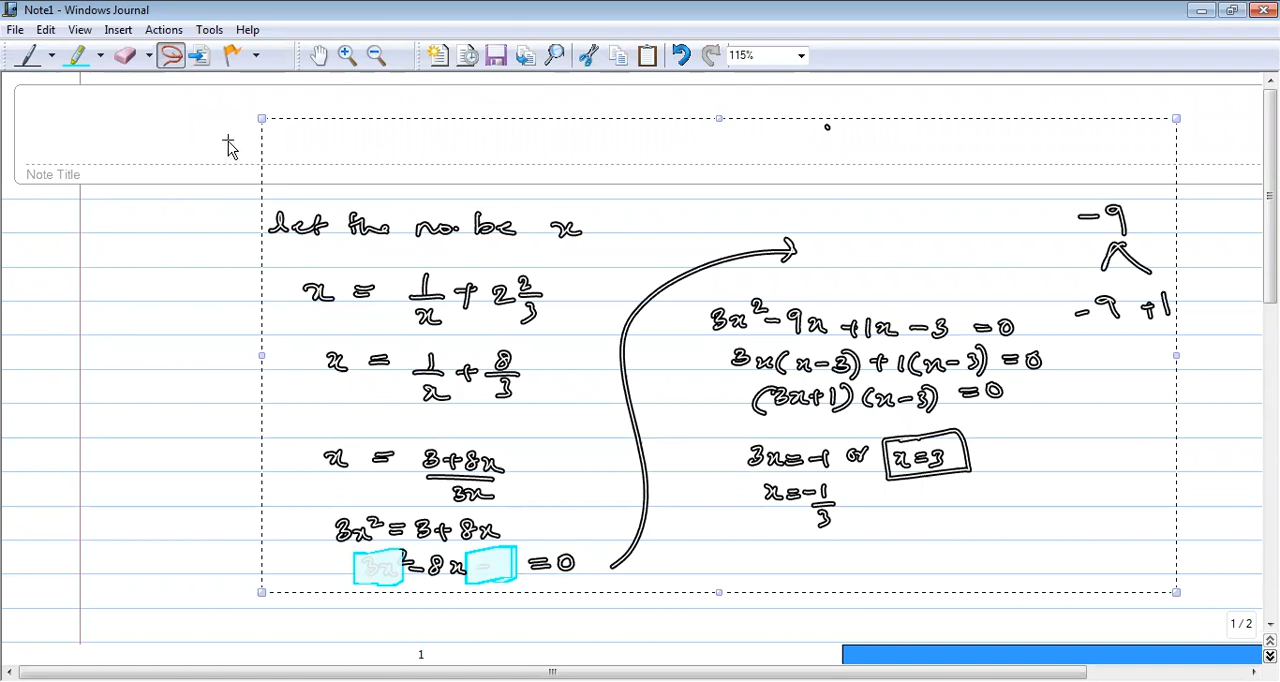 Note1 - Windows Journal
File Edit View Insert Actions Tools Help
115%
Note Title
let the no. be x
x = 1/x + 2 2/3
x = 1/x + 8/3
x = 3+8x/3x
3x² = 3+8x
3x²-8x - =0
-9
-9 +1
3x²-9x+1x-3 =0
3x(x-3)+1(x-3)=0
(3x+1)(x-3) =0
3x=-1 or x=3
x=-1/3
1 / 2
1